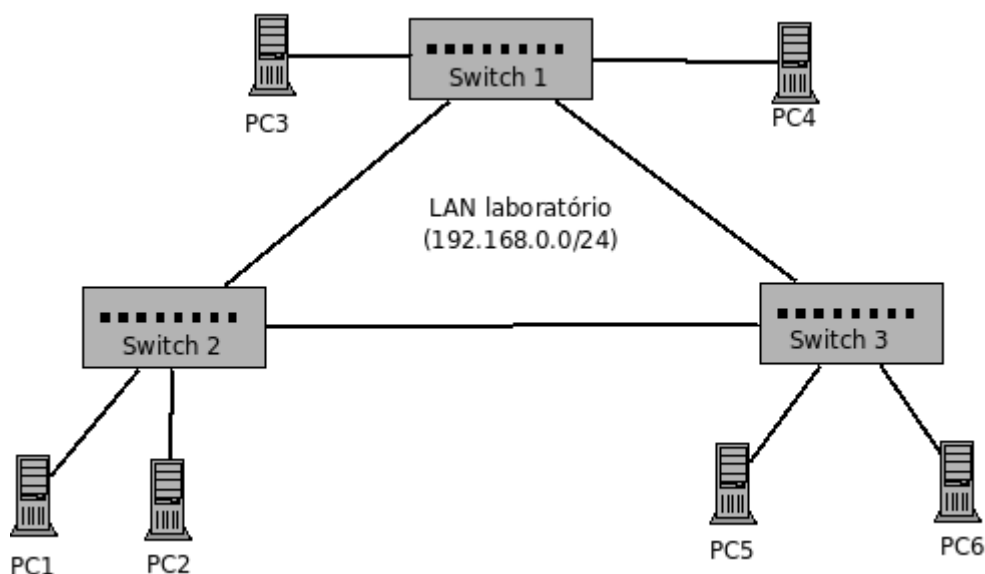 Switch 1
PC3
PC4
LAN laboratório
(192.168.0.0/24)
Switch 2
Switch 3
PC1
PC2
PC5
PC6